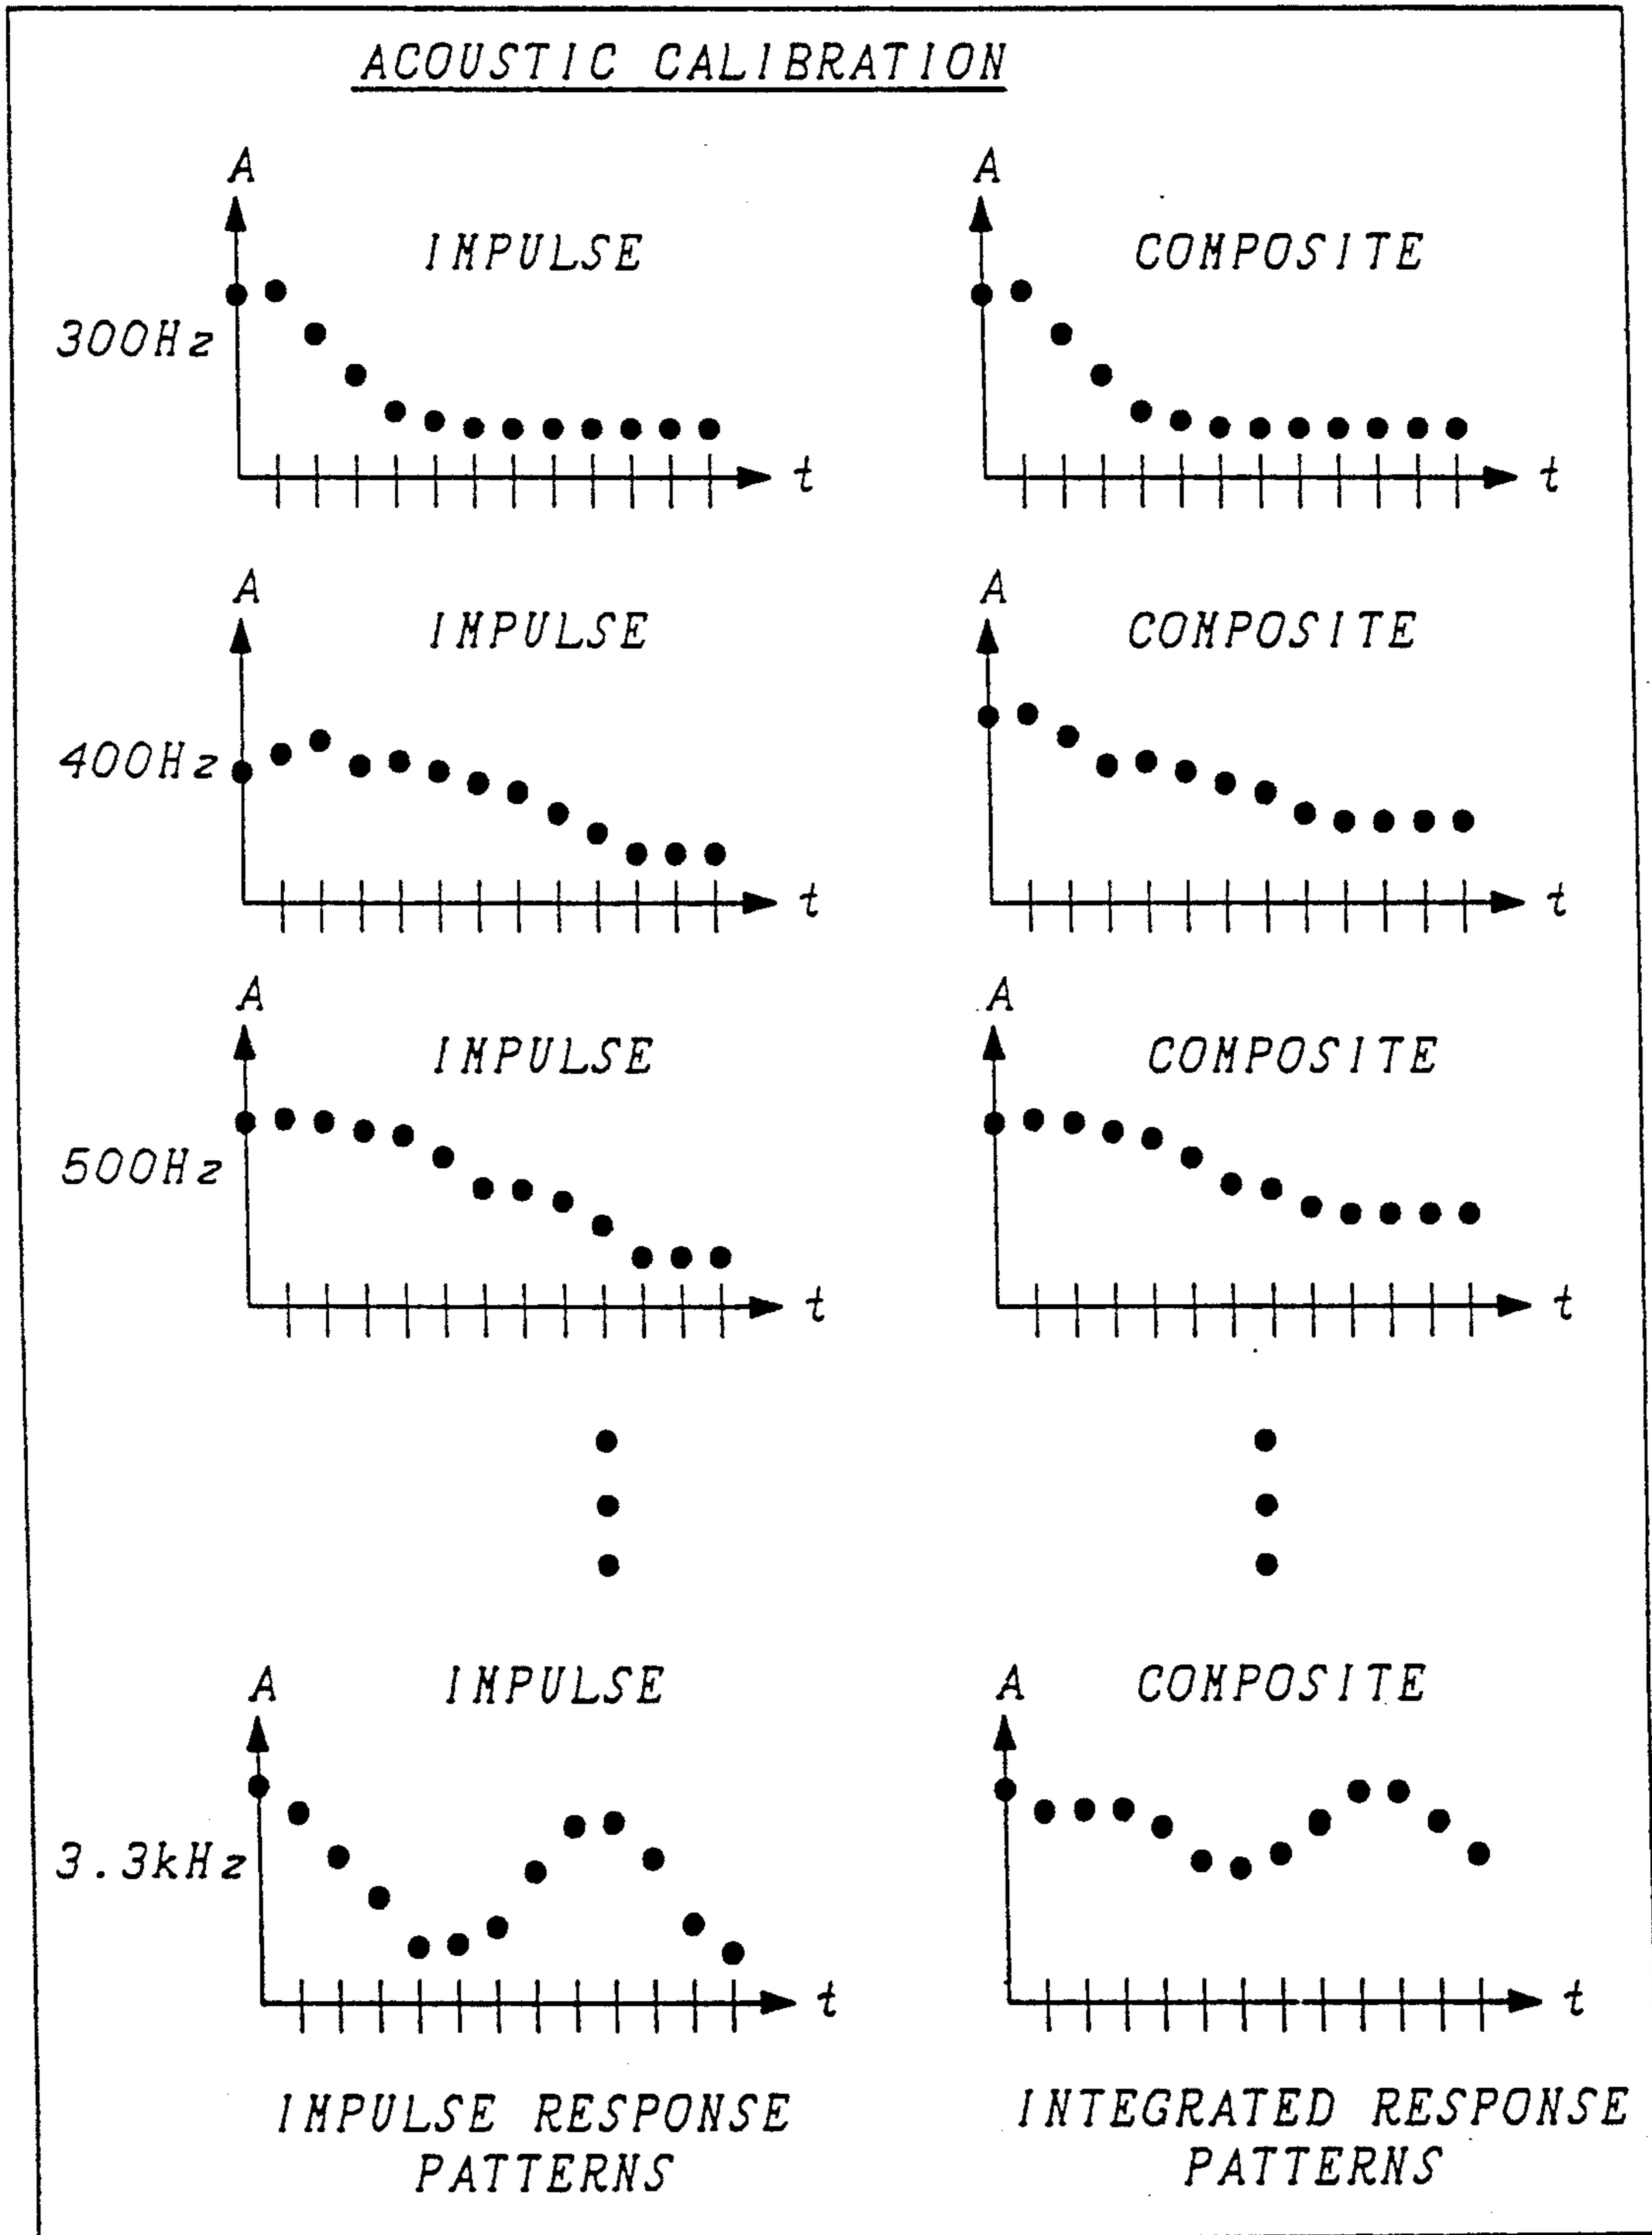 ACOUSTIC CALIBRATION
A
IMPULSE
300Hz
t
A
COMPOSITE
t
A
IMPULSE
400Hz
t
A
COMPOSITE
t
A
IMPULSE
500Hz
t
A
COMPOSITE
t
A
IMPULSE
3.3kHz
t
A
COMPOSITE
t
IMPULSE RESPONSE
PATTERNS
INTEGRATED RESPONSE
PATTERNS